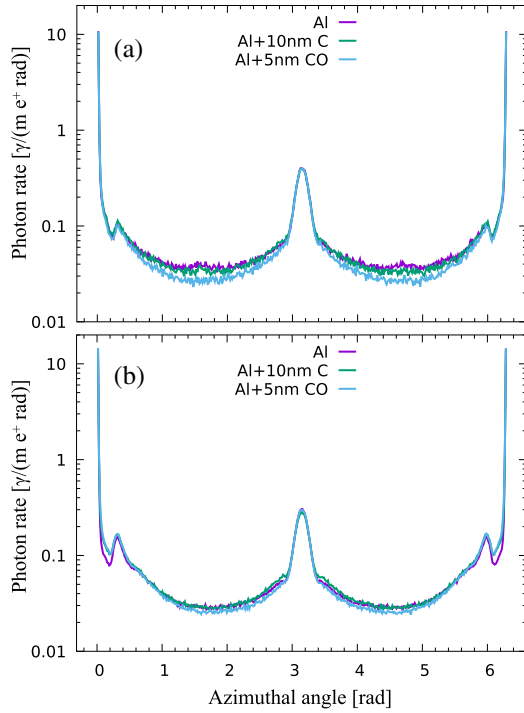 (a)
Al
Al+10nm C
Al+5nm CO
Photon rate [γ/(m e⁺ rad)]
10
1
0.1
0.01
(b)
Al
Al+10nm C
Al+5nm CO
Photon rate [γ/(m e⁺ rad)]
10
1
0.1
0.01
0 1 2 3 4 5 6
Azimuthal angle [rad]